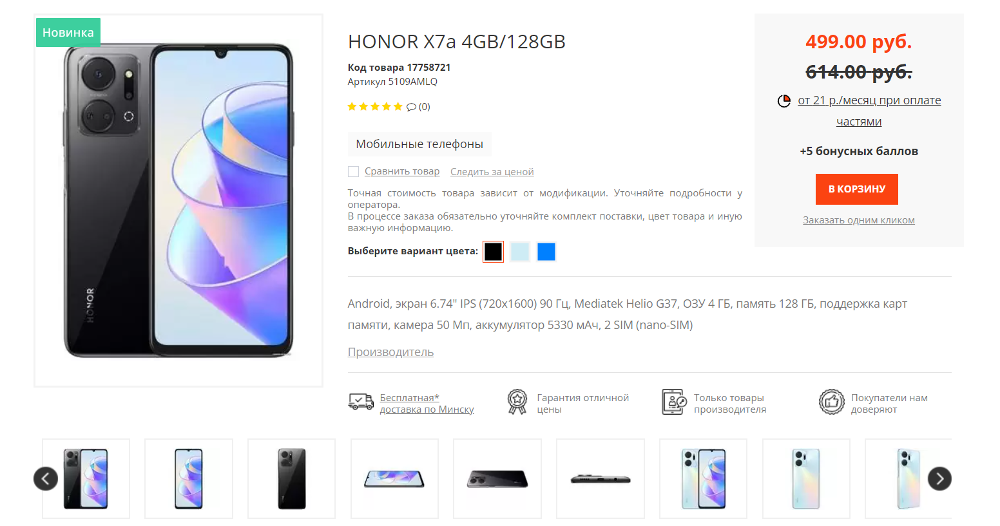 Новинка
HONOR
HONOR X7a 4GB/128GB
Код товара 17758721
Артикул 5109AMLQ
(0)
Мобильные телефоны
Сравнить товар Следить за ценой
Точная стоимость товара зависит от модификации. Уточняйте подробности у
оператора.
В процессе заказа обязательно уточняйте комплект поставки, цвет товара и иную
важную информацию.
Выберите вариант цвета:
499.00 руб.
614.00 руб.
от 21 р./месяц при оплате
частями
+5 бонусных баллов
В КОРЗИНУ
Заказать одним кликом
Android, экран 6.74" IPS (720x1600) 90 Гц, Mediatek Helio G37, ОЗУ 4 ГБ, память 128 ГБ, поддержка карт
памяти, камера 50 Мп, аккумулятор 5330 мАч, 2 SIM (nano-SIM)
Производитель
Бесплатная*
доставка по Минску
Гарантия отличной
цены
Только товары
производителя
Покупатели нам
доверяют